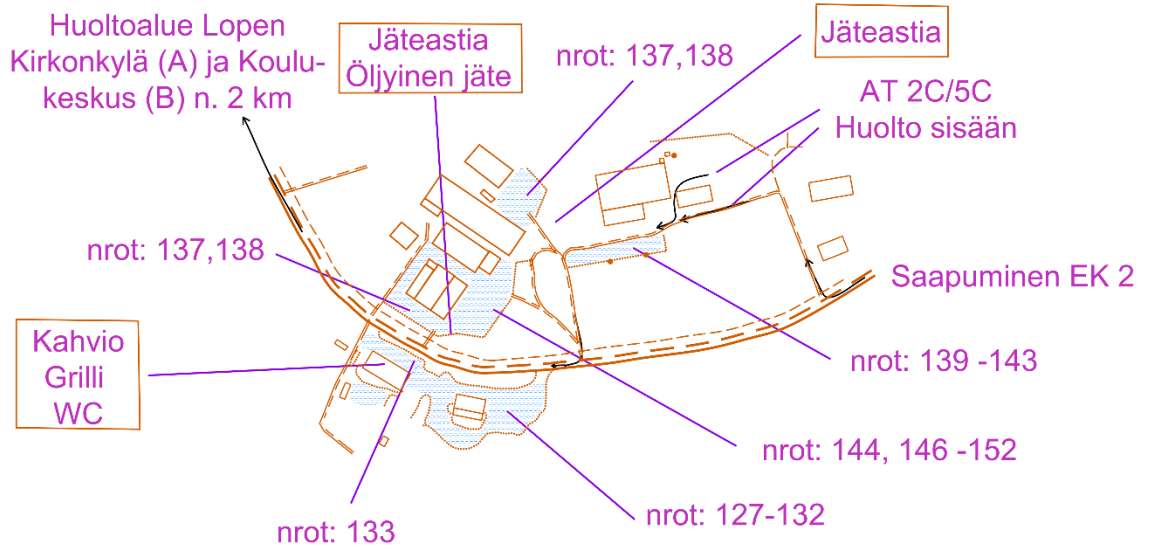 Huoltoalue Lopen
Kirkonkylä (A) ja Koulu-
keskus (B) n. 2 km
Jäteastia
Öljyinen jäte
nrot: 137,138
Jäteastia
AT 2C/5C
Huolto sisään
nrot: 137,138
Saapuminen EK 2
Kahvio
Grilli
WC
nrot: 139 -143
nrot: 144, 146 -152
nrot: 127-132
nrot: 133